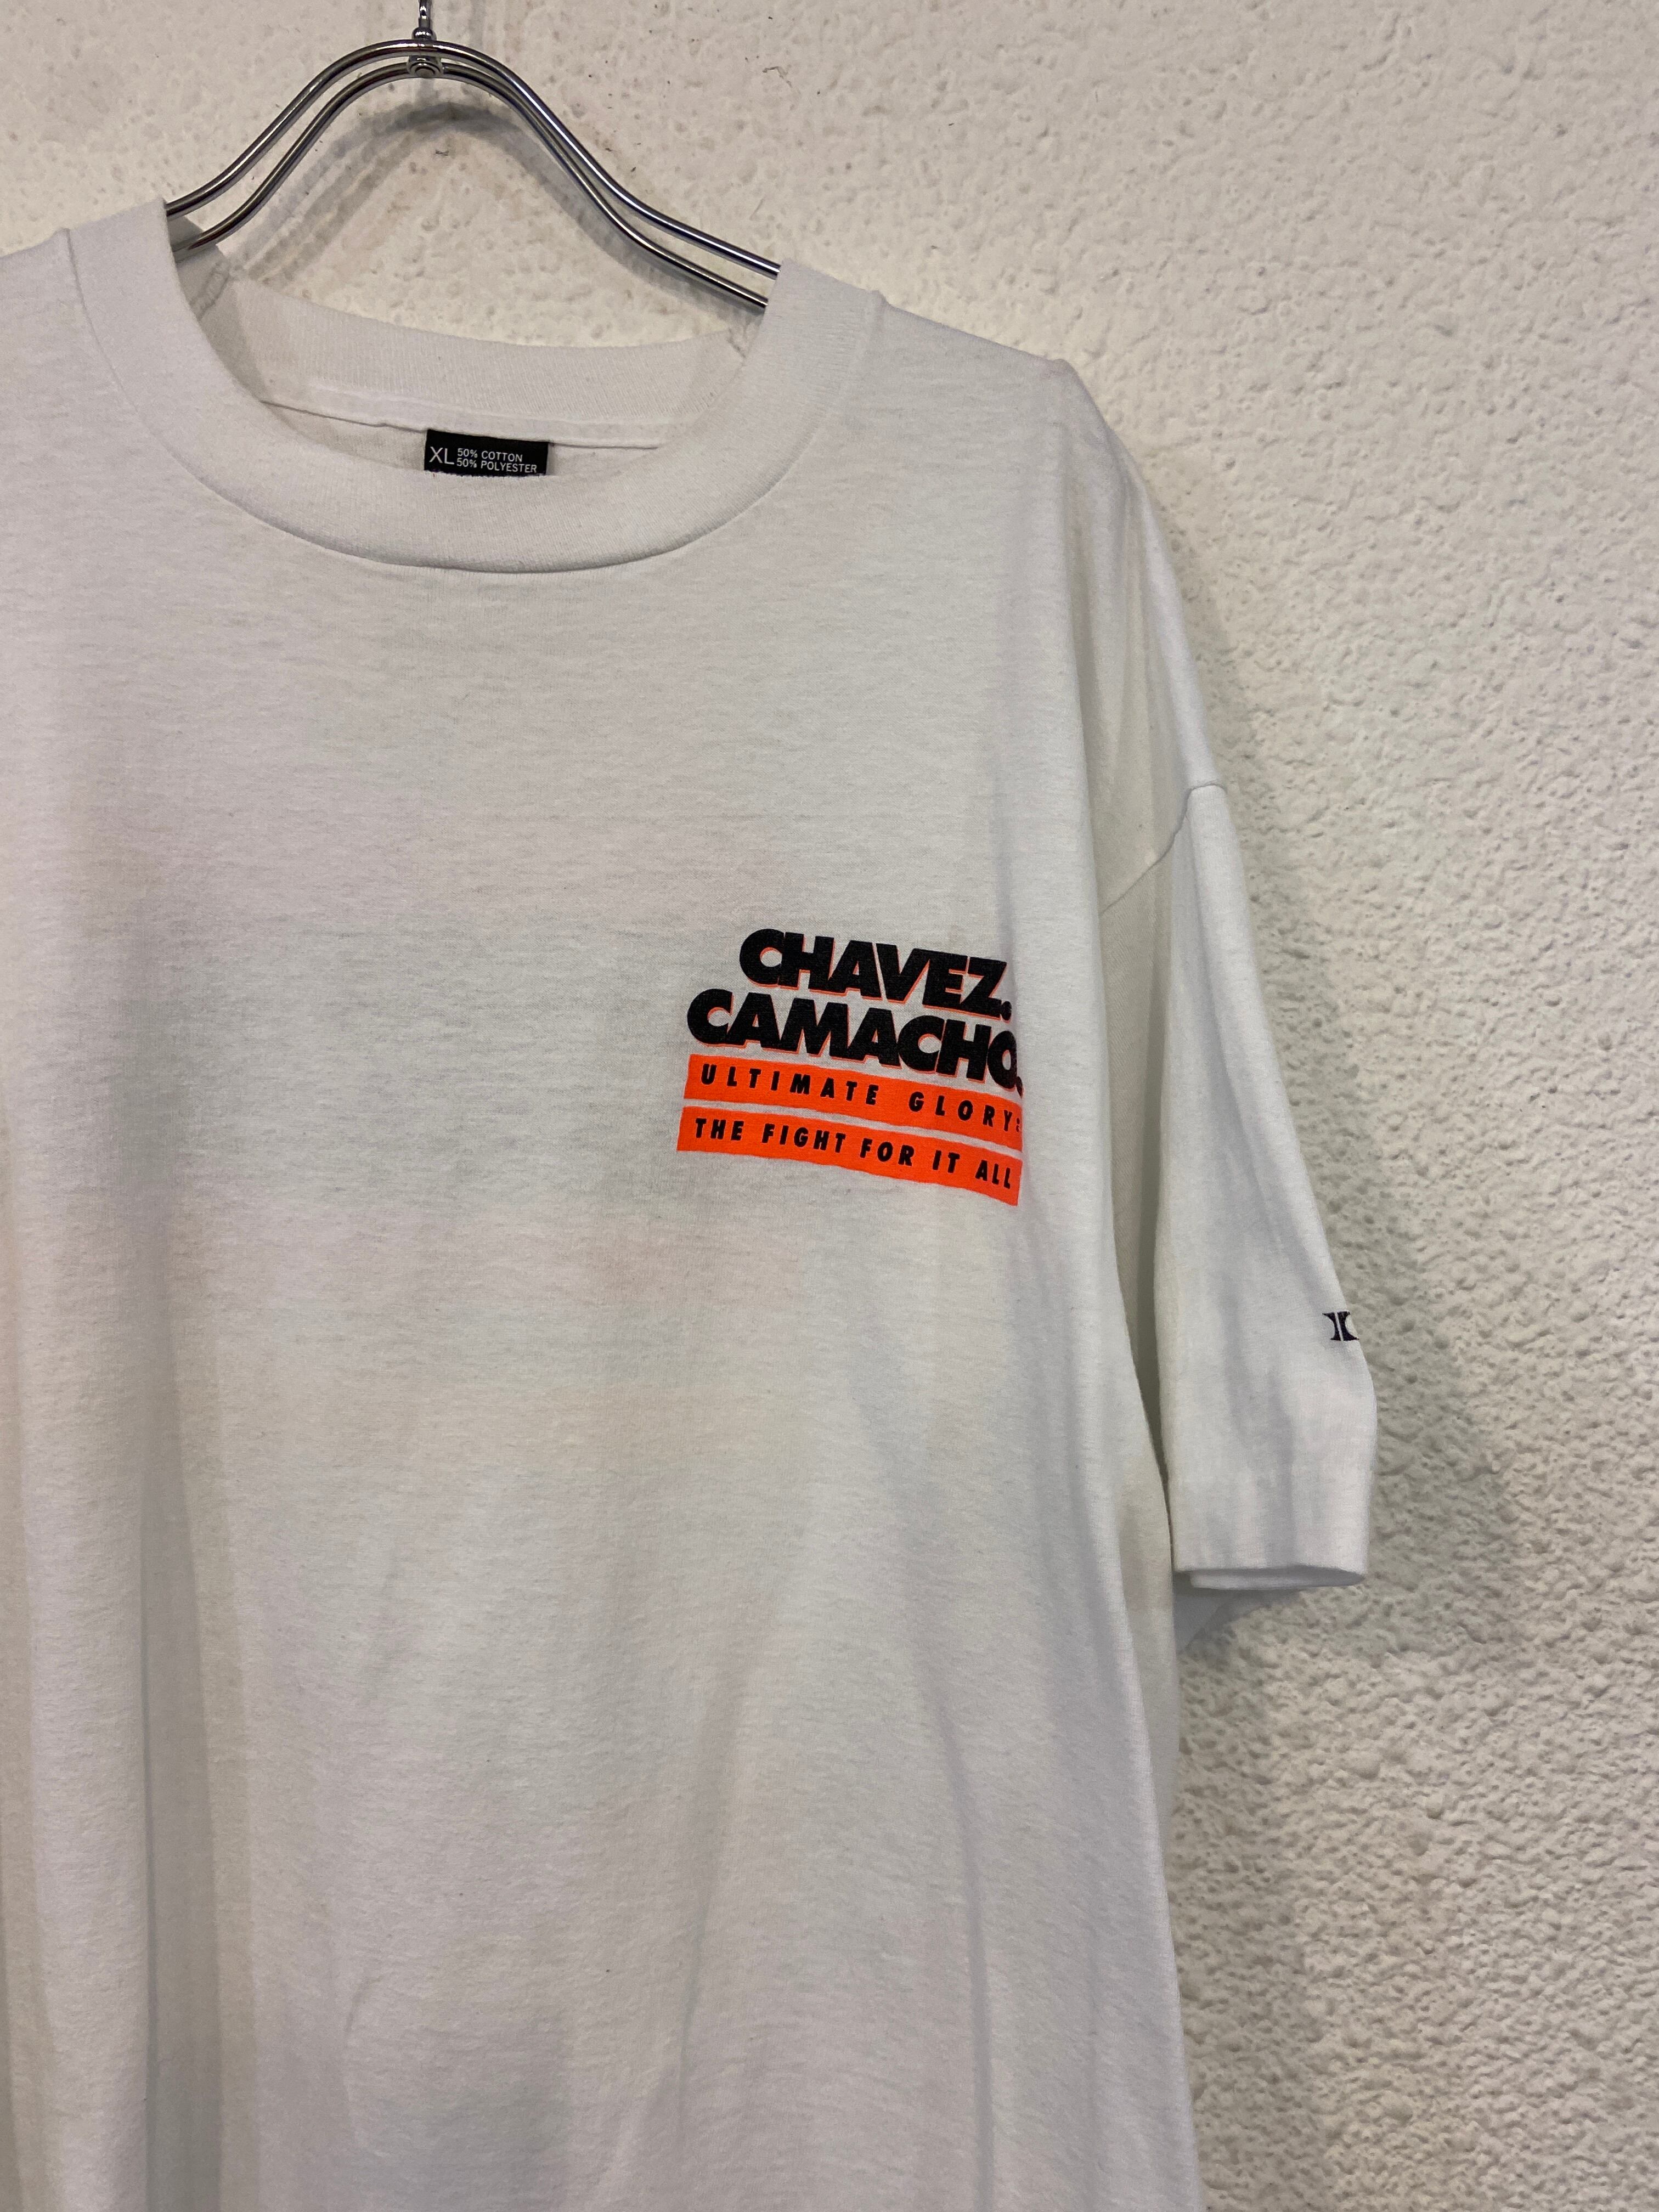 XL 50% COTTON
50% POLYESTER
CHAVEZ.
CAMACHO.
ULTIMATE GLORY:
THE FIGHT FOR IT ALL